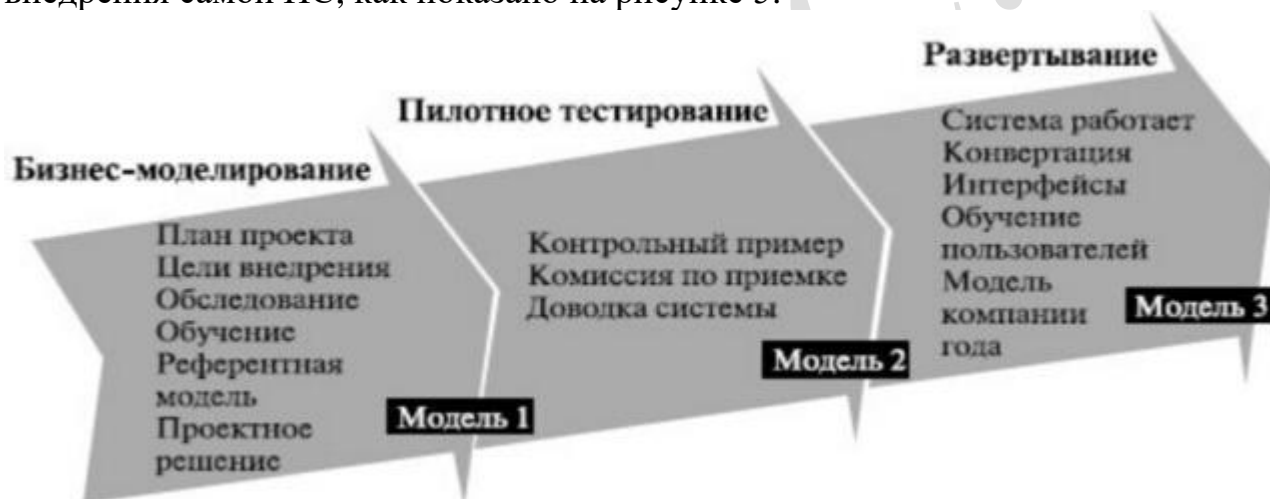 внедрения самой ИС, как показано на рисунке 5.
Развертывание
Пилотное тестирование
Бизнес-моделирование
План проекта
Цели внедрения
Обследование
Обучение
Референтная
модель
Проектное
решение
Модель 1
Контрольный пример
Комиссия по приемке
Доводка системы
Модель 2
Система работает
Конвертация
Интерфейсы
Обучение
пользователей
Модель
компании
года
Модель 3